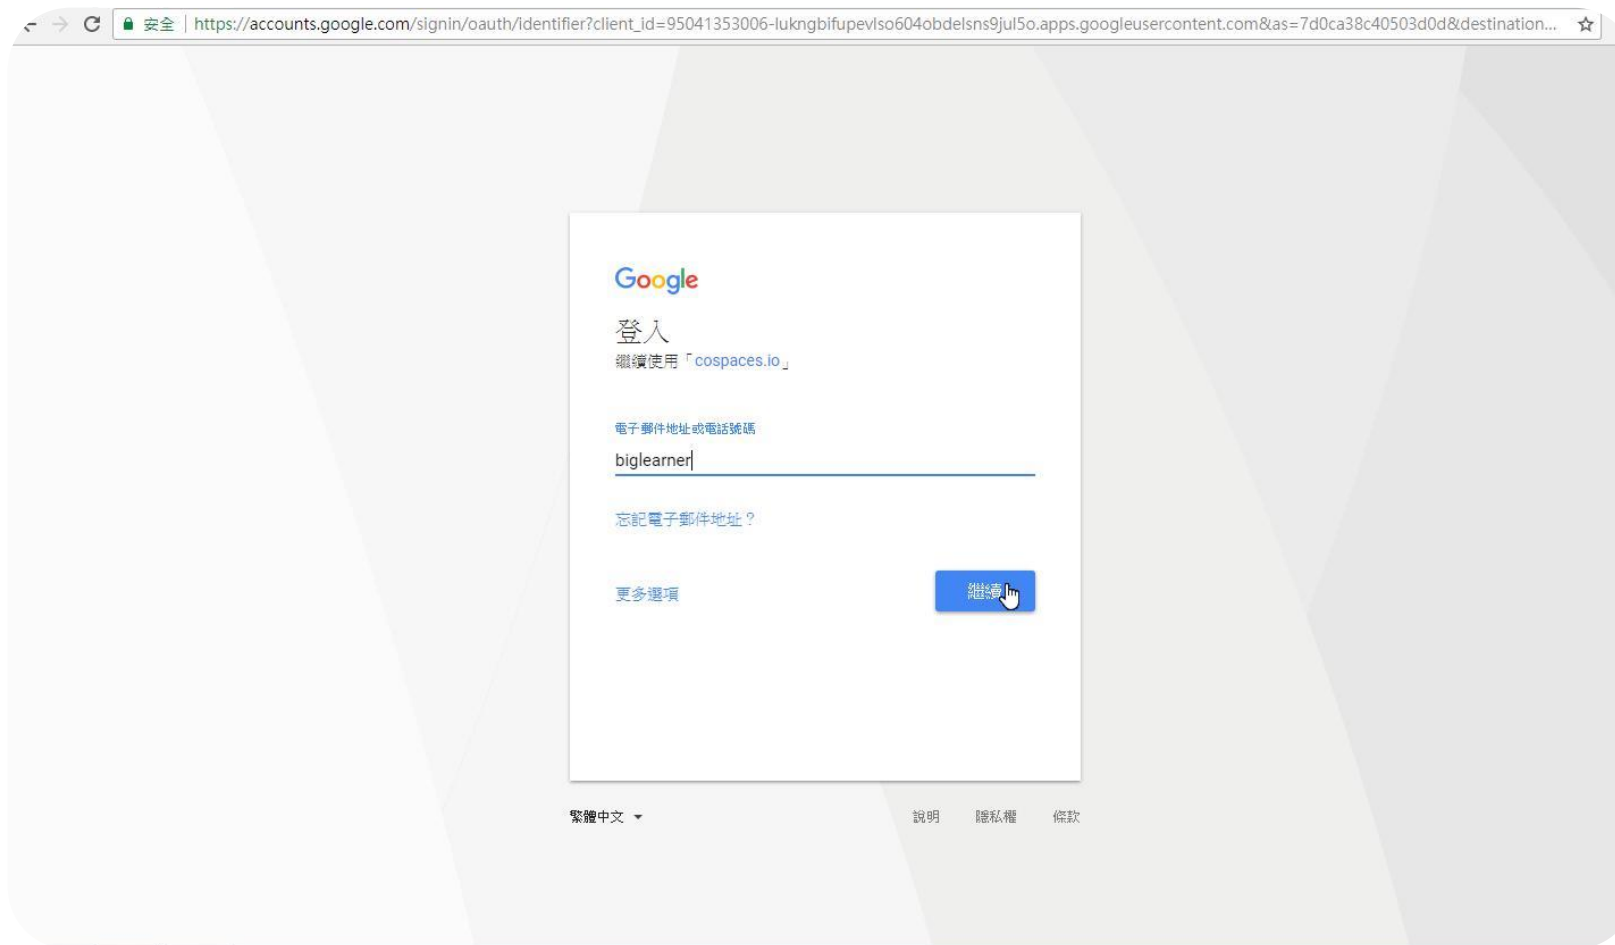 安全 | https://accounts.google.com/signin/oauth/identifier?client_id=95041353006-lukngbifupevlso604obdelsns9jul5o.apps.googleusercontent.com&as=7d0ca38c40503d0d&destination...
Google
登入
繼續使用「cospaces.io」
電子郵件地址或電話號碼
biglearner
忘記電子郵件地址？
更多選項
繼續
繁體中文
說明 隱私權 條款